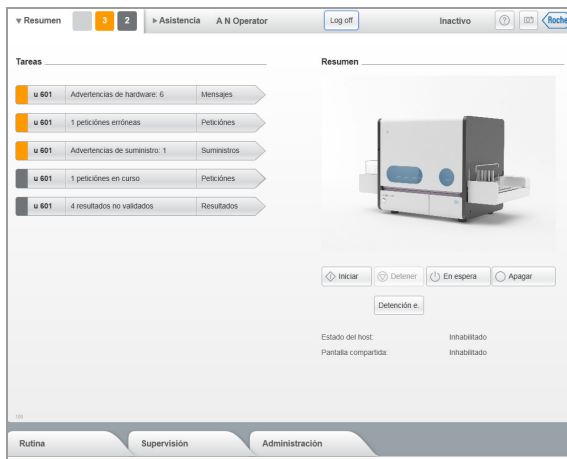 Resumen 3 2 Asistencia A N Operator Log off Inactivo Roche
Tareas
Resumen
u 601 Advertencias de hardware: 6 Mensajes
u 601 1 peticiónes erróneas Peticiónes
u 601 Advertencias de suministro: 1 Suministros
u 601 1 peticiónes en curso Peticiónes
u 601 4 resultados no validados Resultados
Iniciar Detener En espera Apagar
Detención e.
Estado del host: Inhabilitado
Pantalla compartida: Inhabilitado
Rutina Supervisión Administración